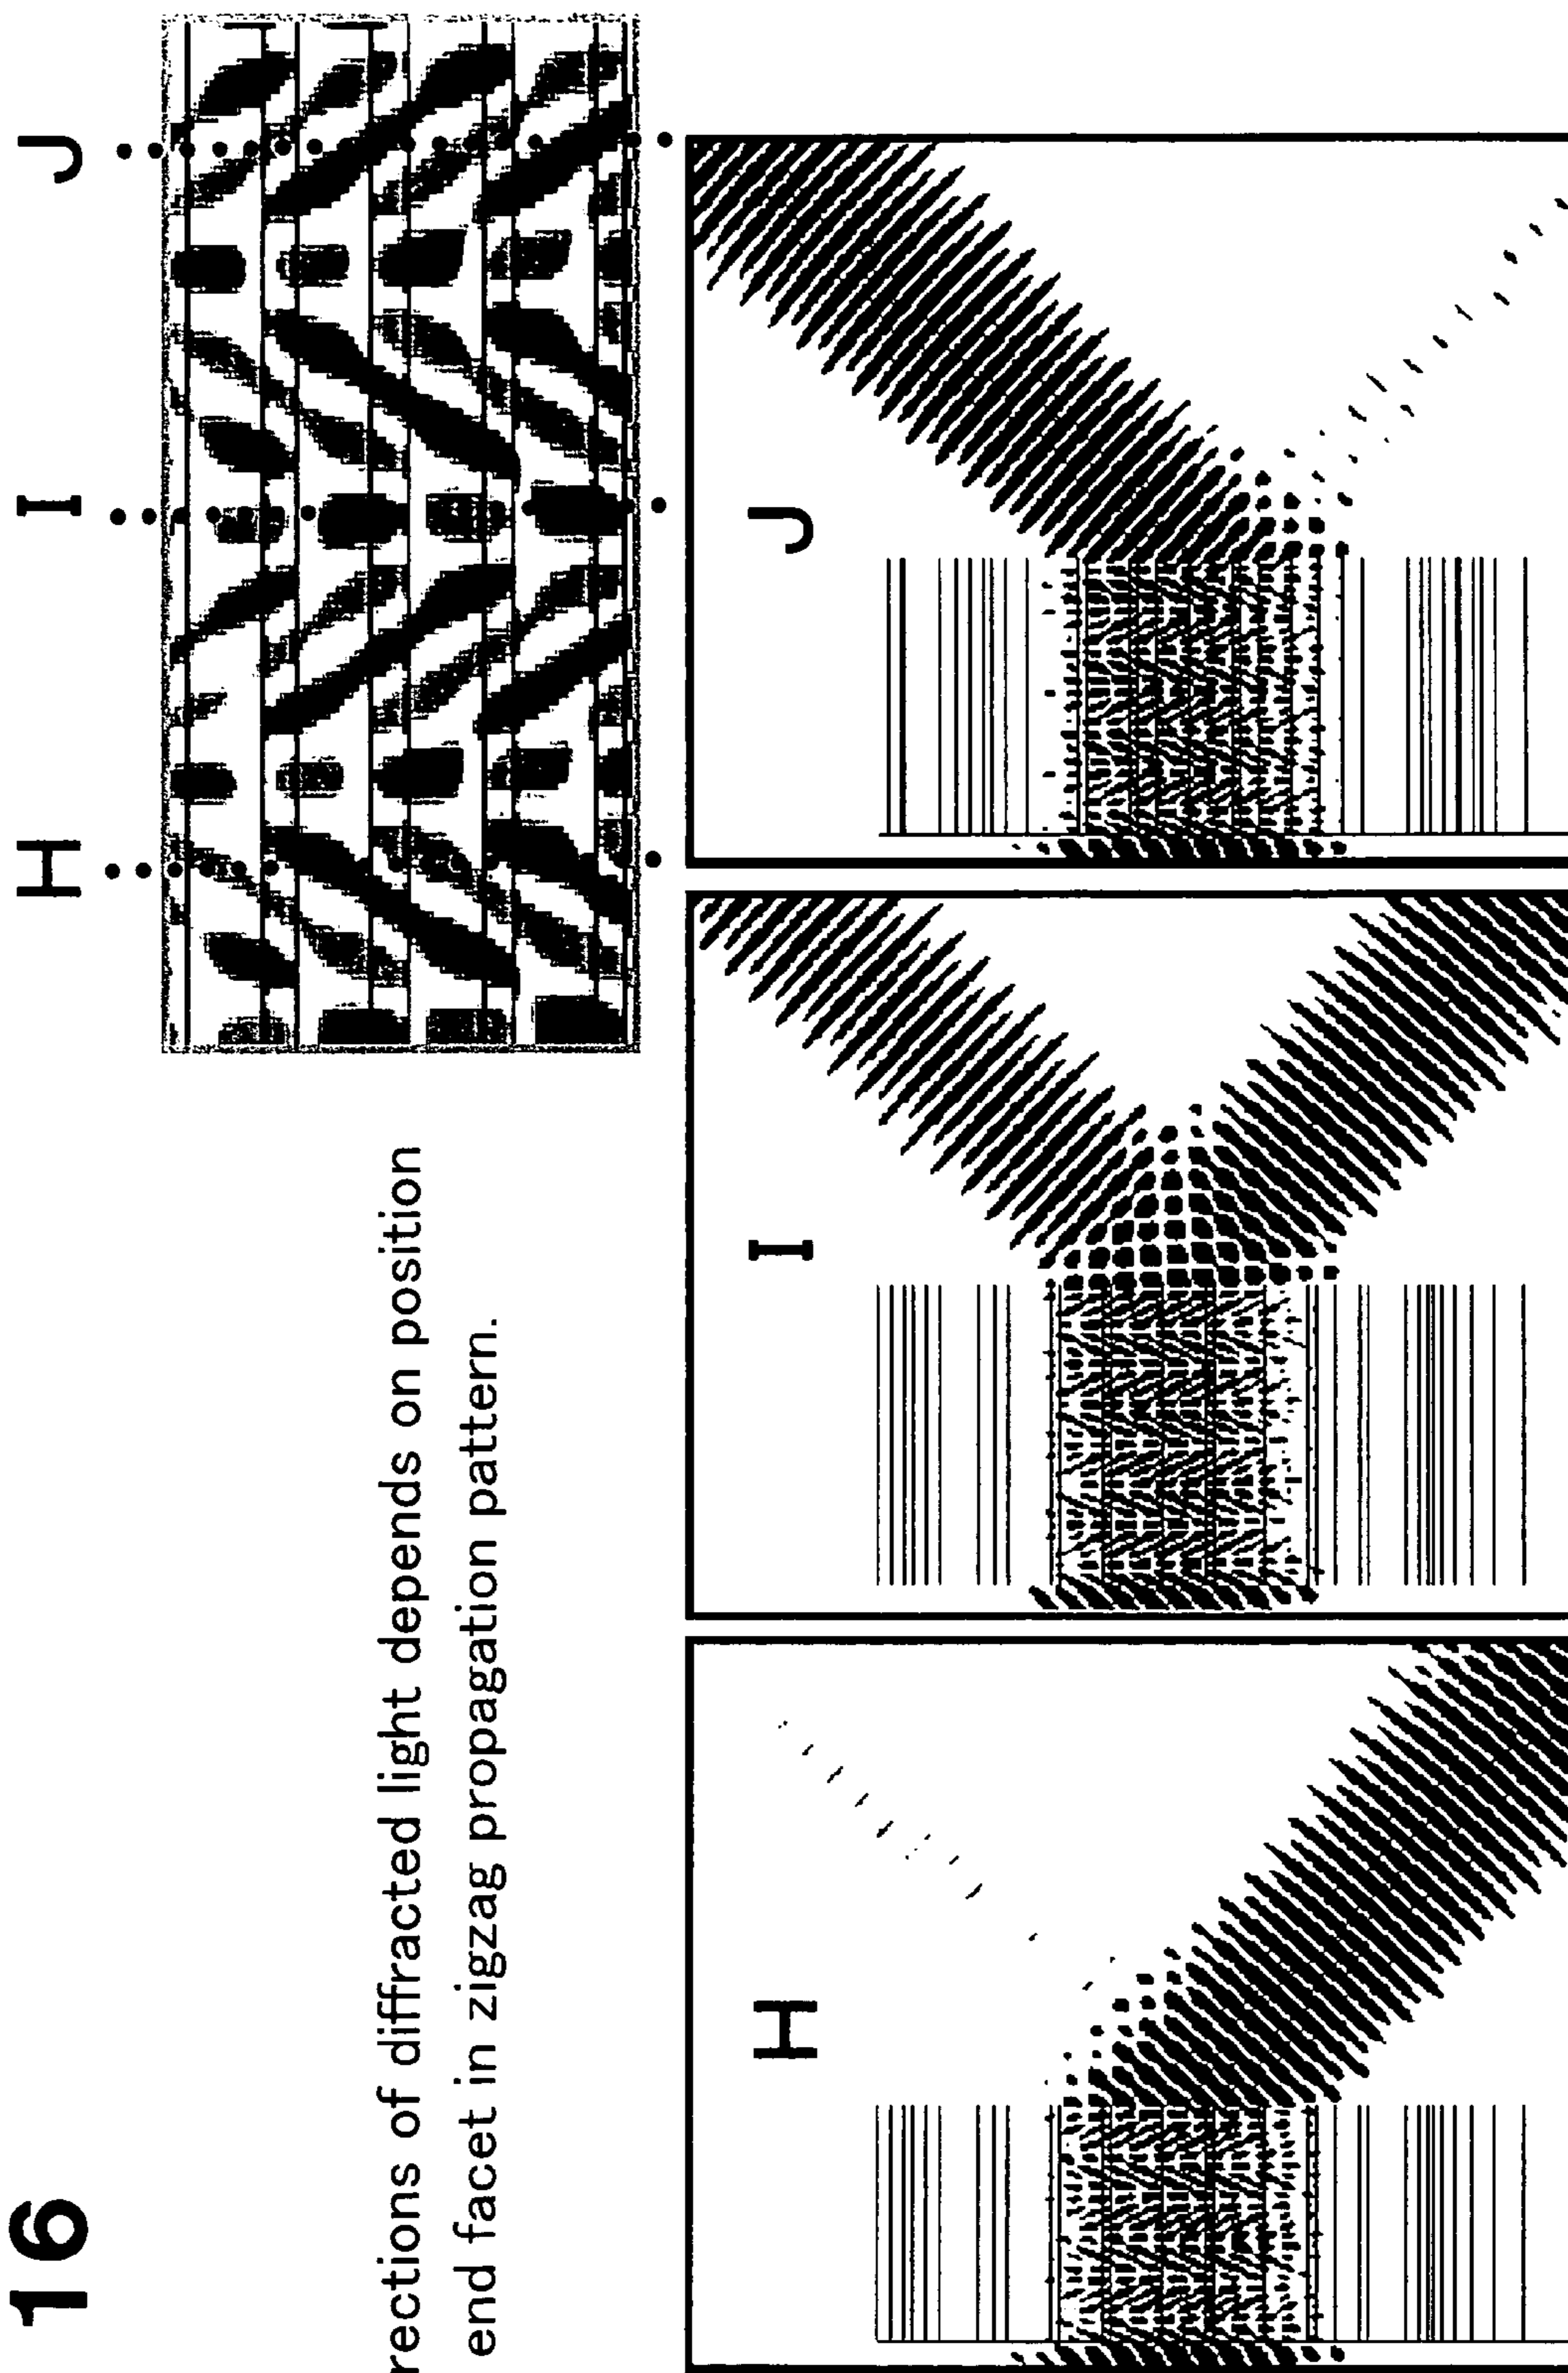 16
rections of diffracted light depends on position
end facet in zigzag propagation pattern.
H I J
H I J